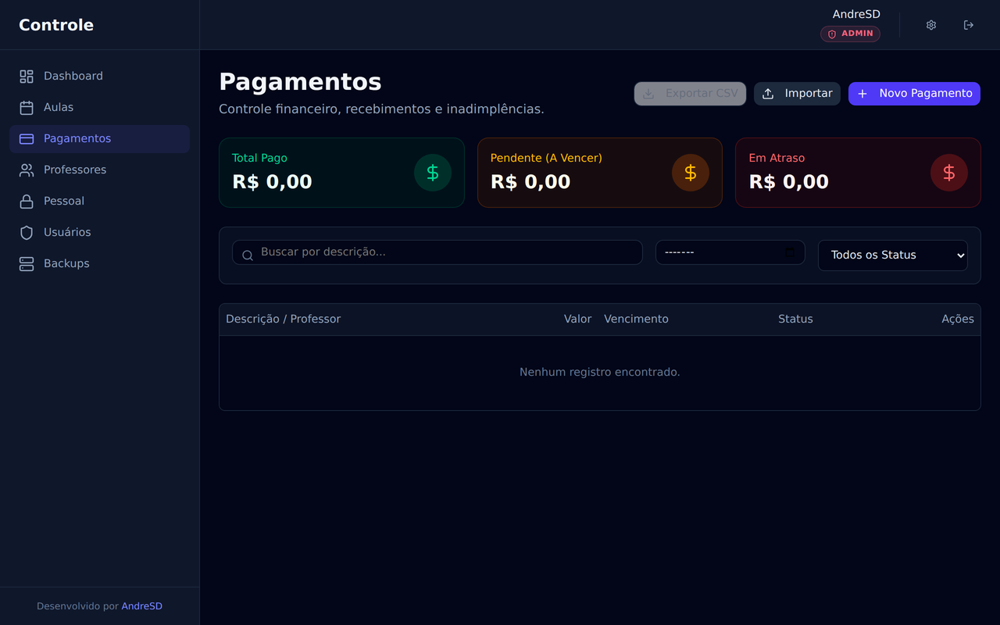 Controle
AndreSD
ADMIN
Dashboard
Aulas
Pagamentos
Professores
Pessoal
Usuários
Backups
Desenvolvido por AndreSD
Pagamentos
Controle financeiro, recebimentos e inadimplências.
Exportar CSV
Importar
Novo Pagamento
Total Pago
R$ 0,00
Pendente (A Vencer)
R$ 0,00
Em Atraso
R$ 0,00
Buscar por descrição...
-------
Todos os Status
Descrição / Professor Valor Vencimento Status Ações
Nenhum registro encontrado.